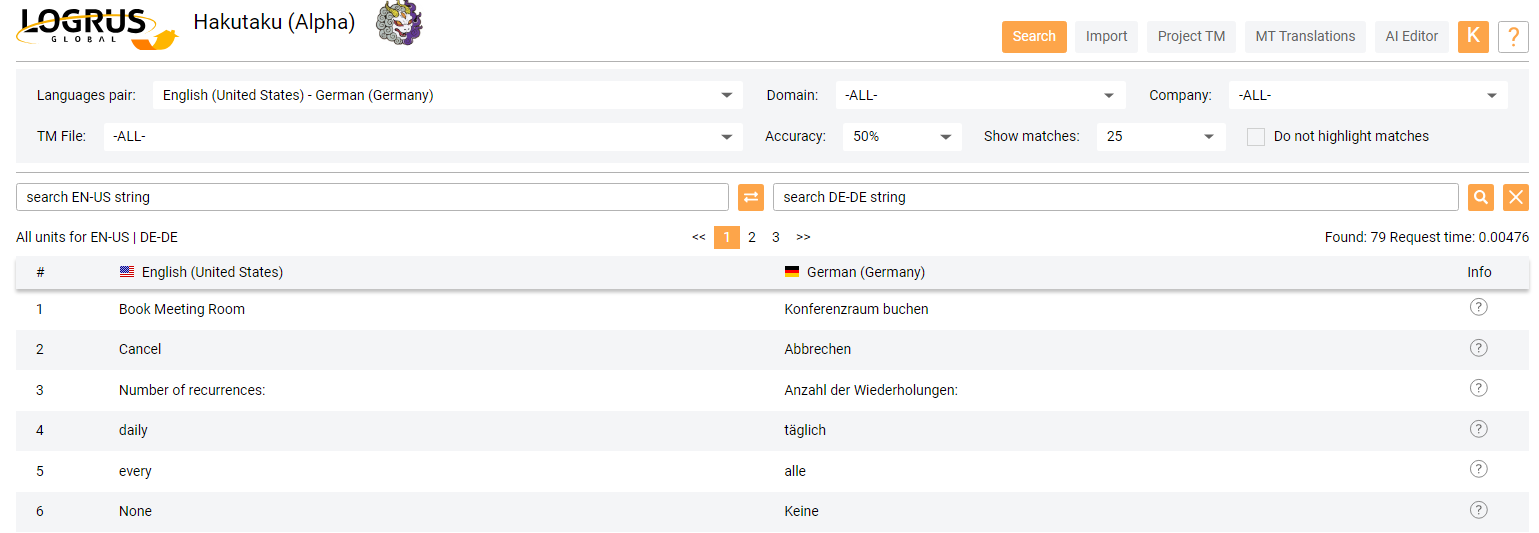 LOGRUS
GLOBAL
Hakutaku (Alpha)
Search Import Project TM MT Translations AI Editor K ?
Languages pair: English (United States) - German (Germany) Domain: -ALL- Company: -ALL-
TM File: -ALL- Accuracy: 50% Show matches: 25 Do not highlight matches
search EN-US string search DE-DE string
All units for EN-US | DE-DE << 1 2 3 >> Found: 79 Request time: 0.00476
# English (United States) German (Germany) Info
1 Book Meeting Room Konferenzraum buchen ?
2 Cancel Abbrechen ?
3 Number of recurrences: Anzahl der Wiederholungen: ?
4 daily täglich ?
5 every alle ?
6 None Keine ?